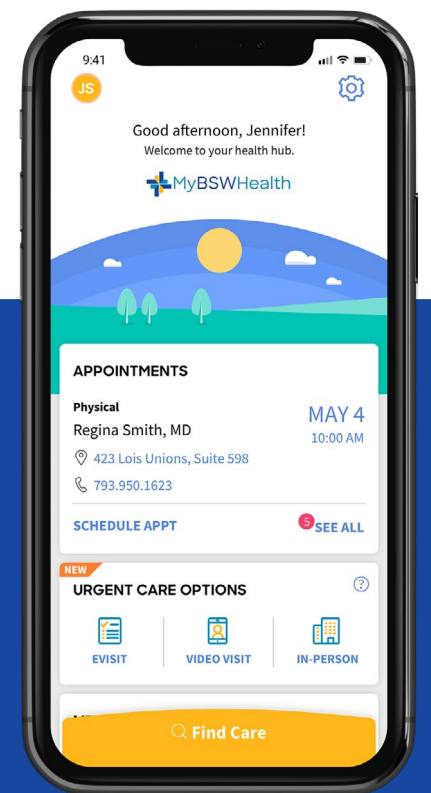 9:41
JS
Good afternoon, Jennifer!
Welcome to your health hub.
MyBSWHealth
APPOINTMENTS
Physical
Regina Smith, MD
MAY 4
10:00 AM
423 Lois Unions, Suite 598
793.950.1623
SCHEDULE APPT
5
SEE ALL
NEW
URGENT CARE OPTIONS
?
EVISIT
VIDEO VISIT
IN-PERSON
Find Care